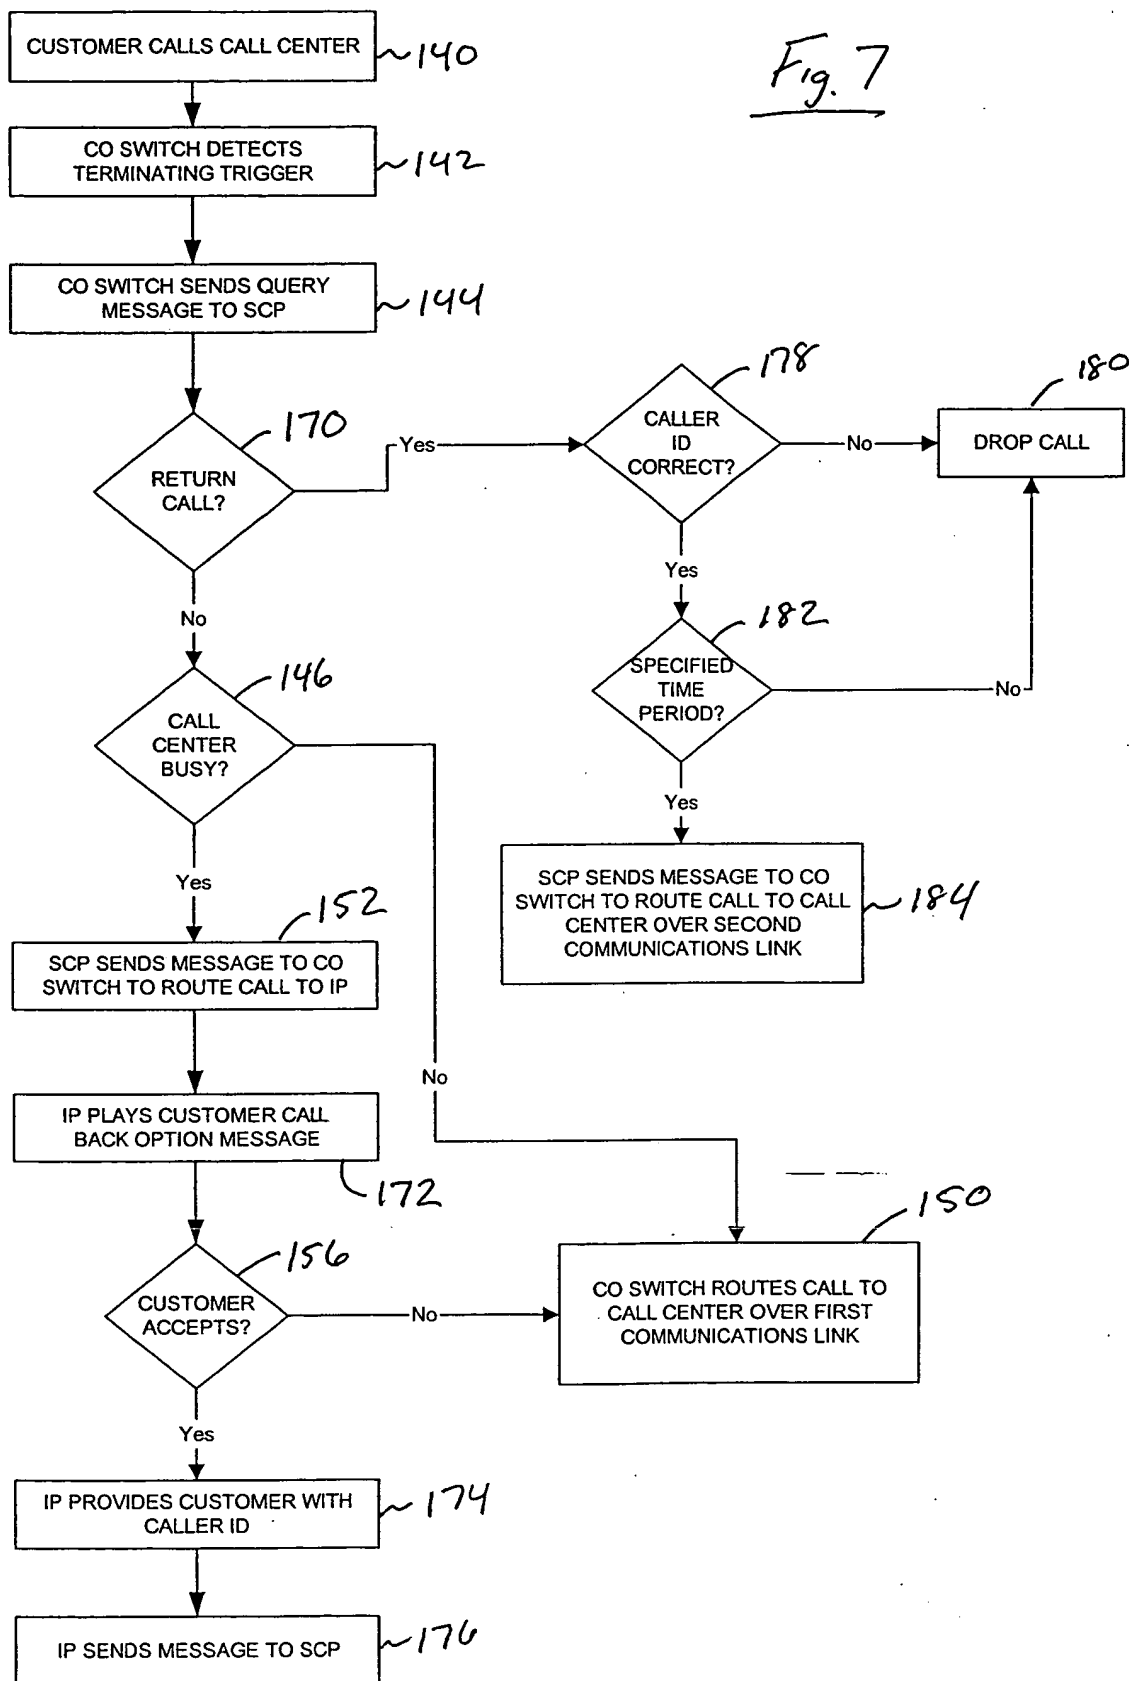 Fig. 7
CUSTOMER CALLS CALL CENTER
140
CO SWITCH DETECTS
TERMINATING TRIGGER
142
CO SWITCH SENDS QUERY
MESSAGE TO SCP
144
RETURN
CALL?
170
Yes
CALLER
ID
CORRECT?
178
No
DROP CALL
180
Yes
SPECIFIED
TIME
PERIOD?
182
No
Yes
SCP SENDS MESSAGE TO CO
SWITCH TO ROUTE CALL TO CALL
CENTER OVER SECOND
COMMUNICATIONS LINK
184
No
CALL
CENTER
BUSY?
146
No
Yes
SCP SENDS MESSAGE TO CO
SWITCH TO ROUTE CALL TO IP
152
IP PLAYS CUSTOMER CALL
BACK OPTION MESSAGE
172
CUSTOMER
ACCEPTS?
156
No
CO SWITCH ROUTES CALL TO
CALL CENTER OVER FIRST
COMMUNICATIONS LINK
150
Yes
IP PROVIDES CUSTOMER WITH
CALLER ID
174
IP SENDS MESSAGE TO SCP
176